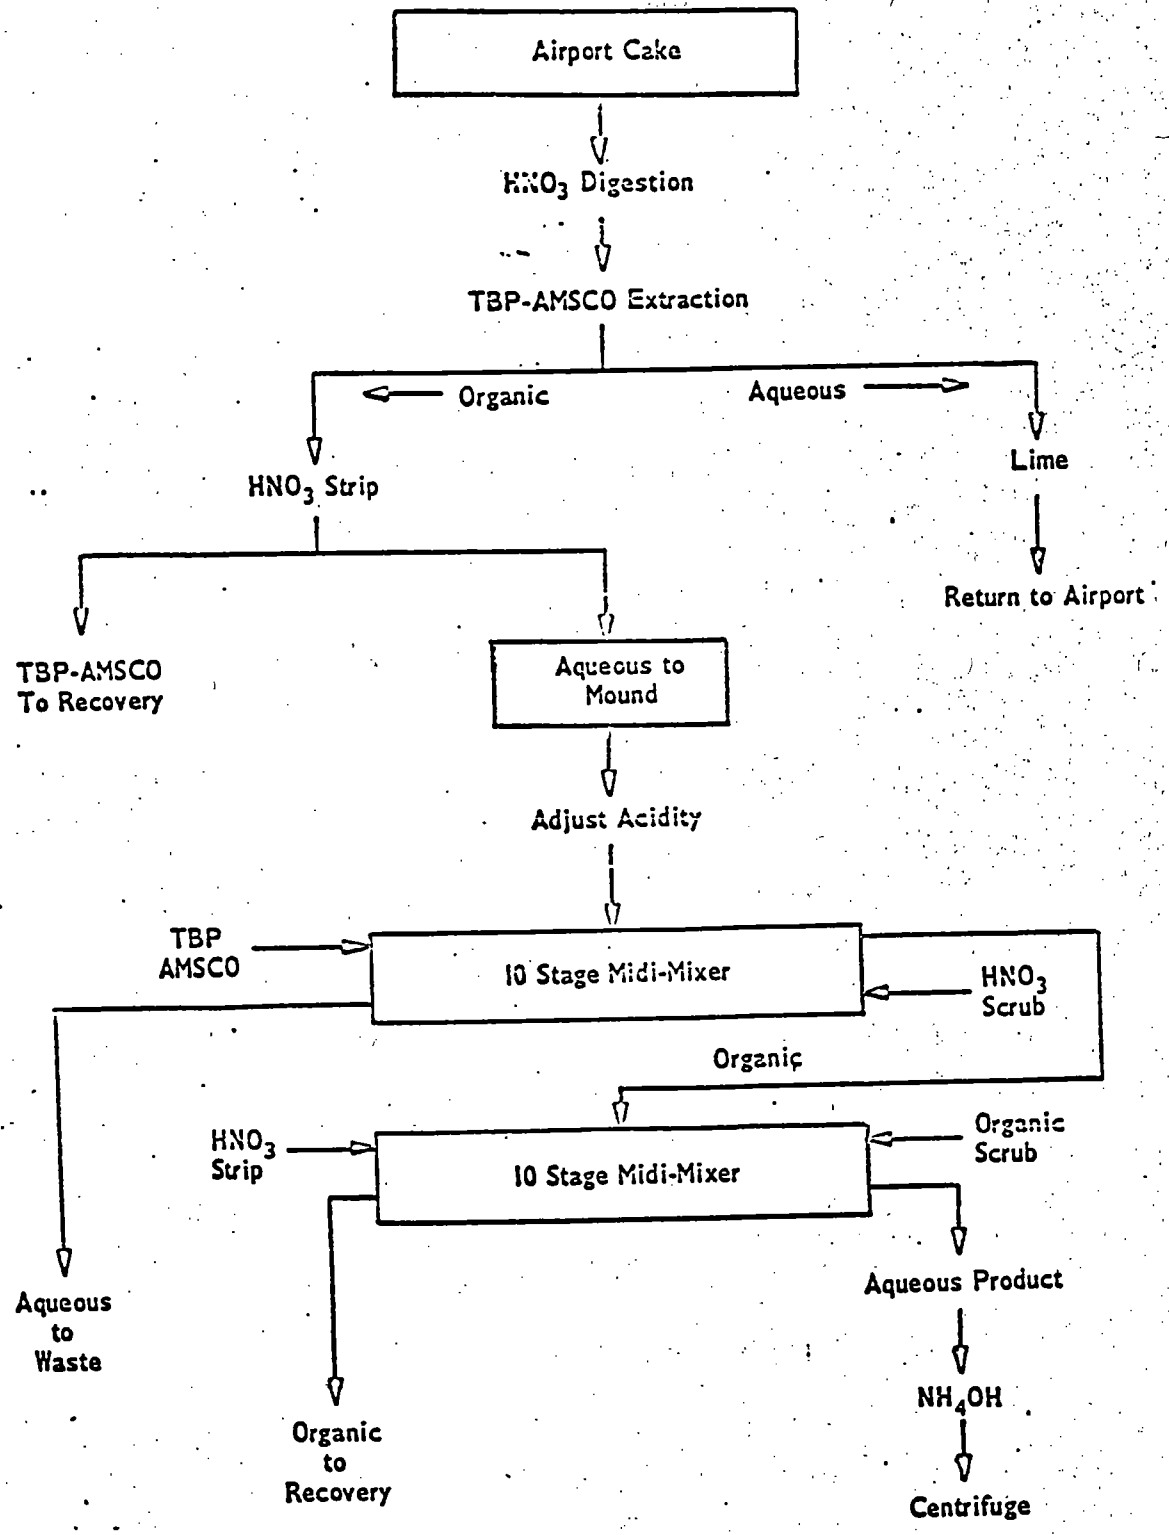 Airport Cake
HNO₃ Digestion
TBP-AMSCO Extraction
Organic
Aqueous
HNO₃ Strip
Lime
Return to Airport
TBP-AMSCO
To Recovery
Aqueous to
Mound
Adjust Acidity
TBP
AMSCO
10 Stage Midi-Mixer
HNO₃
Scrub
Organic
HNO₃
Strip
10 Stage Midi-Mixer
Organic
Scrub
Aqueous Product
Aqueous
to
Waste
NH₄OH
Organic
to
Recovery
Centrifuge